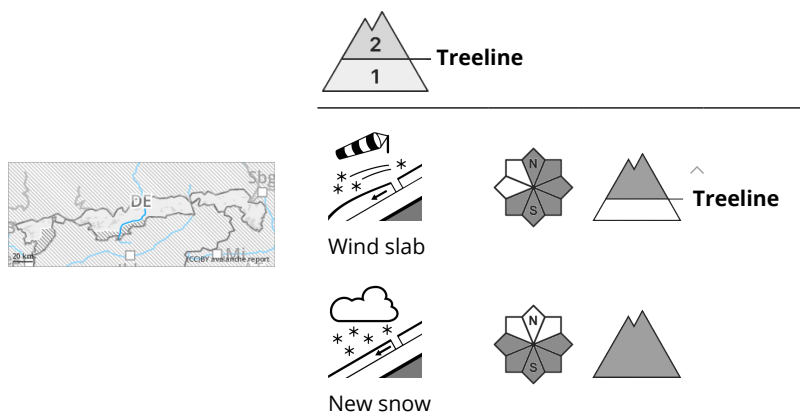 2
Treeline
1
Sbg
DE
20 km
(CC)BY avalanche.report
N
S
Treeline
Wind slab
N
S
New snow